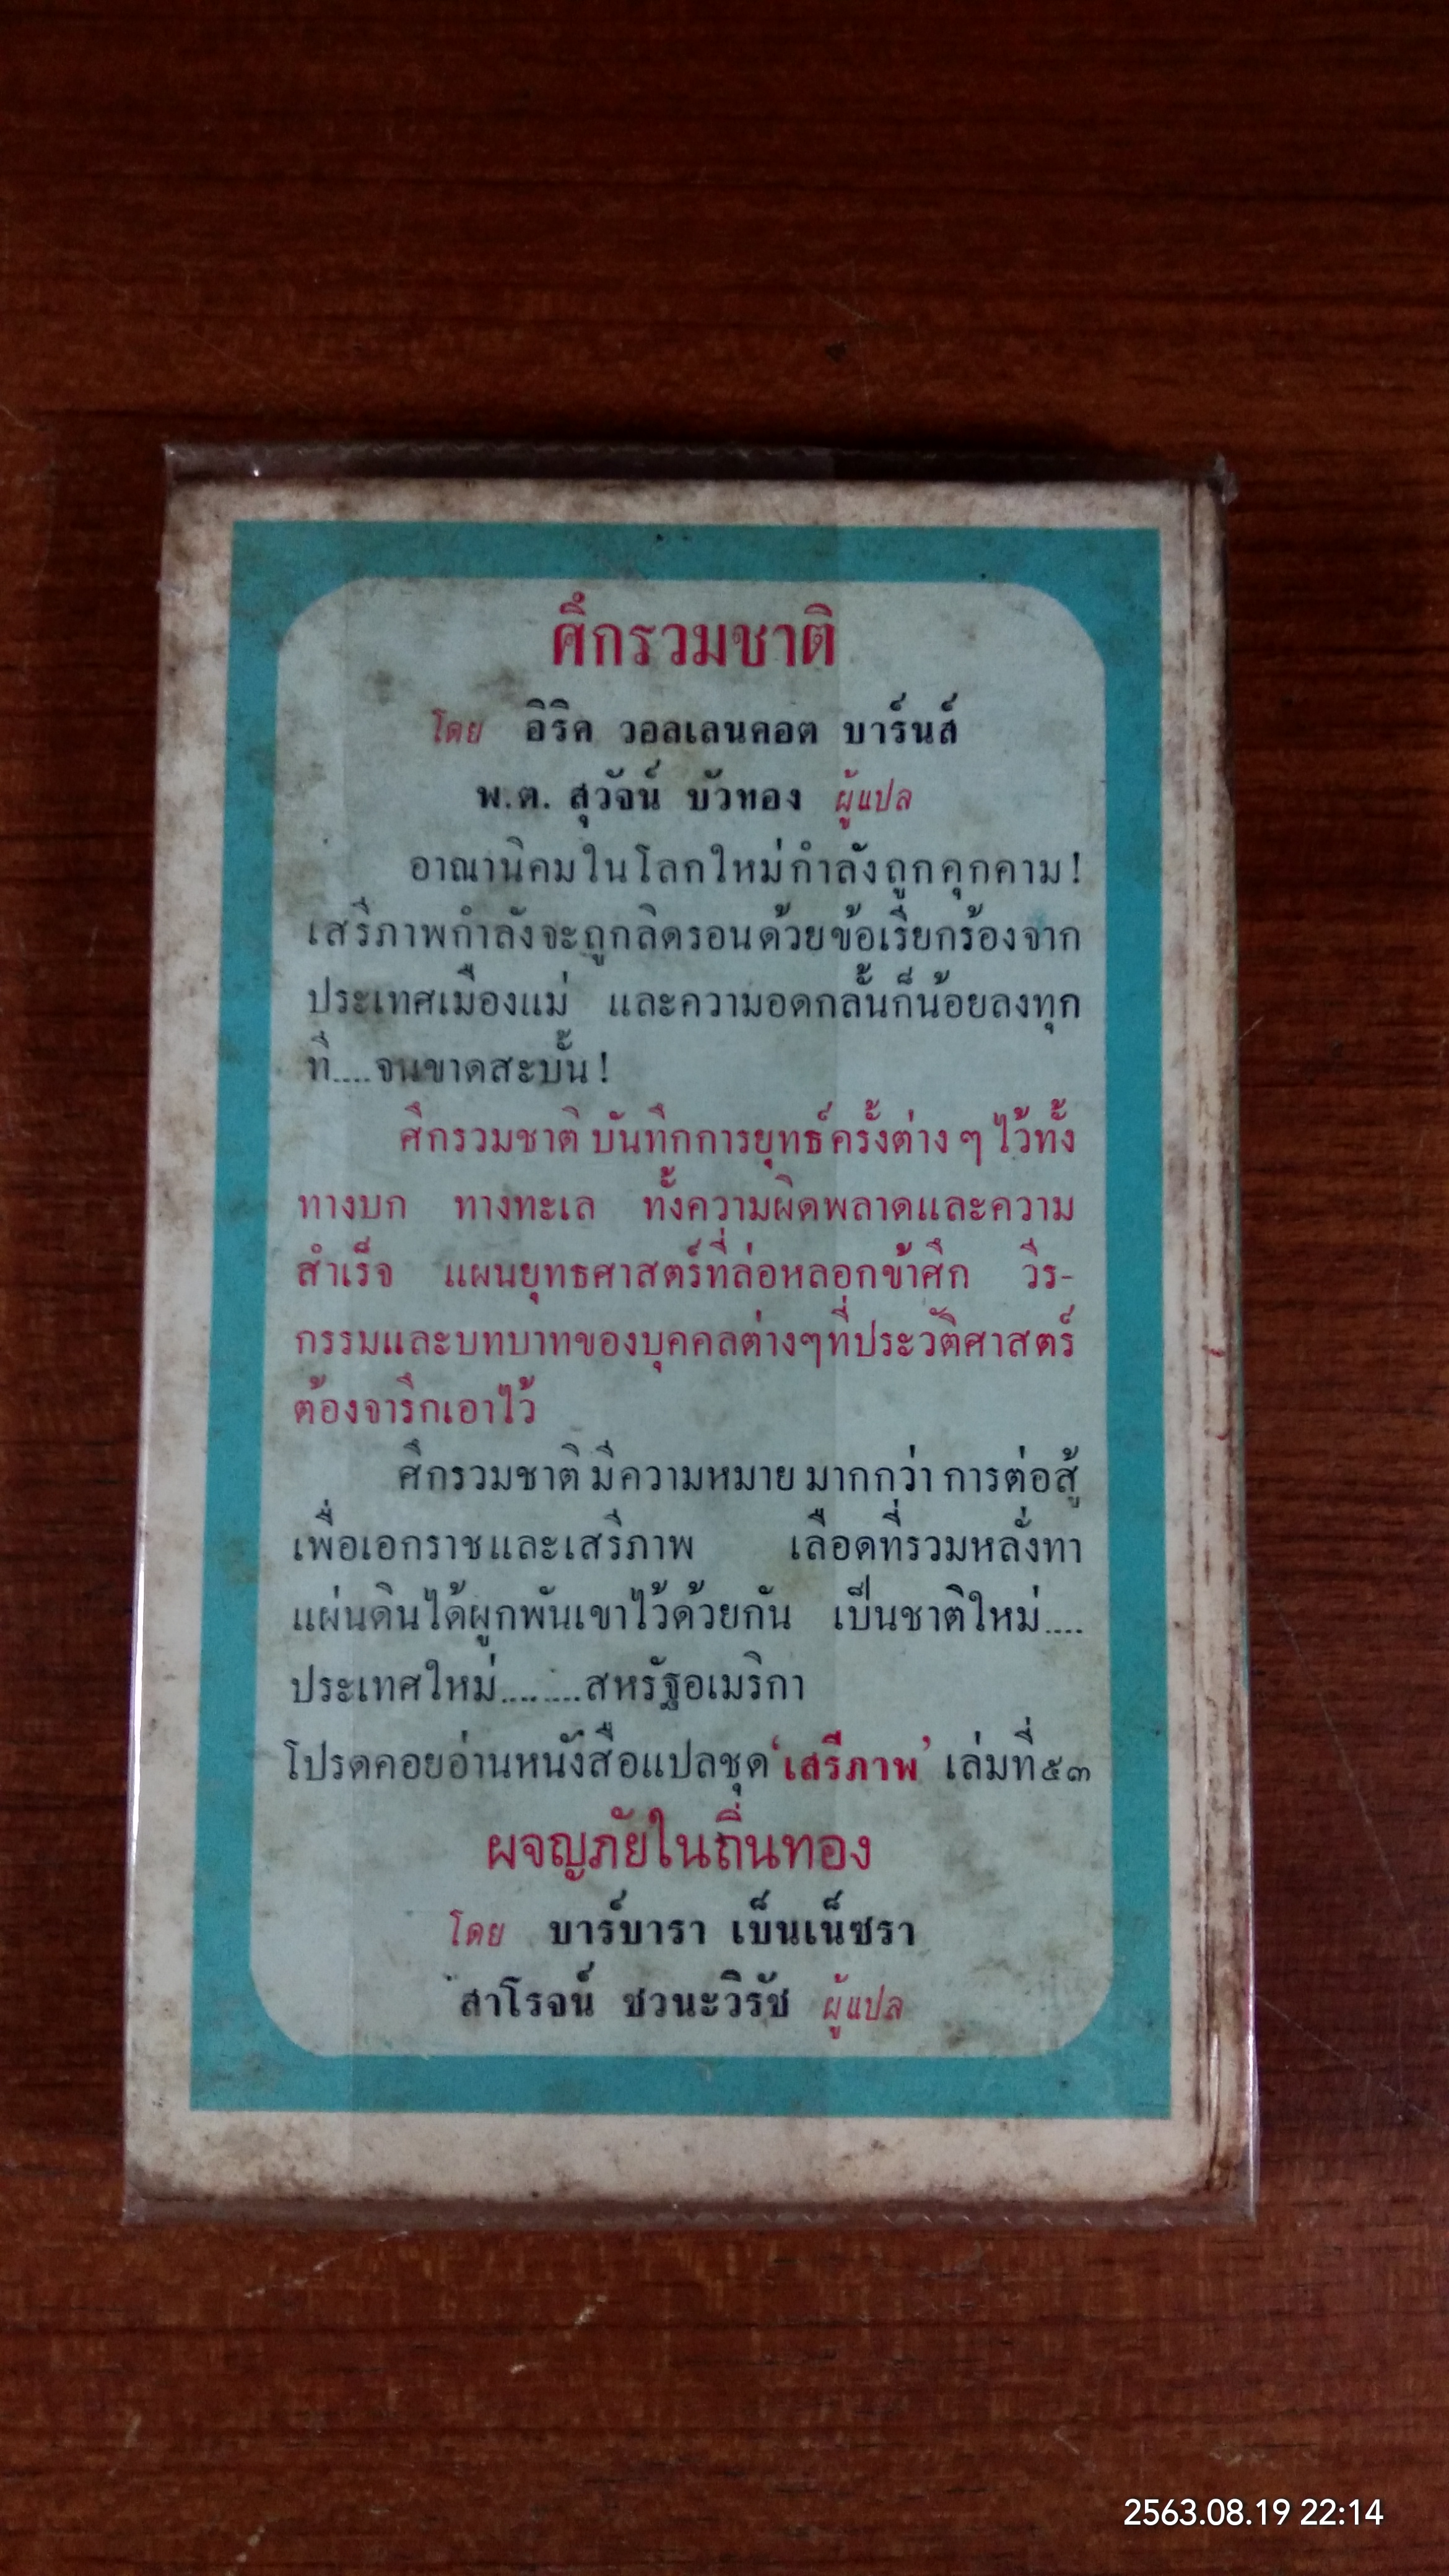 ศึกรวมชาติ
โดย อิริค วอลเลนคอต บาร์นส์
พ.ต. สุวัจน์ บัวทอง ผู้แปล
อาณานิคมในโลกใหม่กำลังถูกคุกคาม!
เสรีภาพกำลังจะถูกลิดรอนด้วยข้อเรียกร้องจาก
ประเทศเมืองแม่ และความอดกลั้นก็น้อยลงทุก
ที....จนขาดสะบั้น!
ศึกรวมชาติ บันทึกการยุทธ์ครั้งต่าง ๆ ไว้ทั้ง
ทางบก ทางทะเล ทั้งความผิดพลาดและความ
สำเร็จ แผนยุทธศาสตร์ที่ล่อหลอกข้าศึก วีร-
กรรมและบทบาทของบุคคลต่างๆที่ประวัติศาสตร์
ต้องจารึกเอาไว้
ศึกรวมชาติ มีความหมาย มากกว่า การต่อสู้
เพื่อเอกราชและเสรีภาพ เลือดที่รวมหลั่งทา
แผ่นดินได้ผูกพันเขาไว้ด้วยกัน เป็นชาติใหม่....
ประเทศใหม่........สหรัฐอเมริกา
โปรดคอยอ่านหนังสือแปลชุด ‘เสรีภาพ’ เล่มที่ ๕๓
ผจญภัยในถิ่นทอง
โดย บาร์บารา เบ็นเน็ซรา
สาโรจน์ ชวนะวิรัช ผู้แปล
2563.08.19 22:14